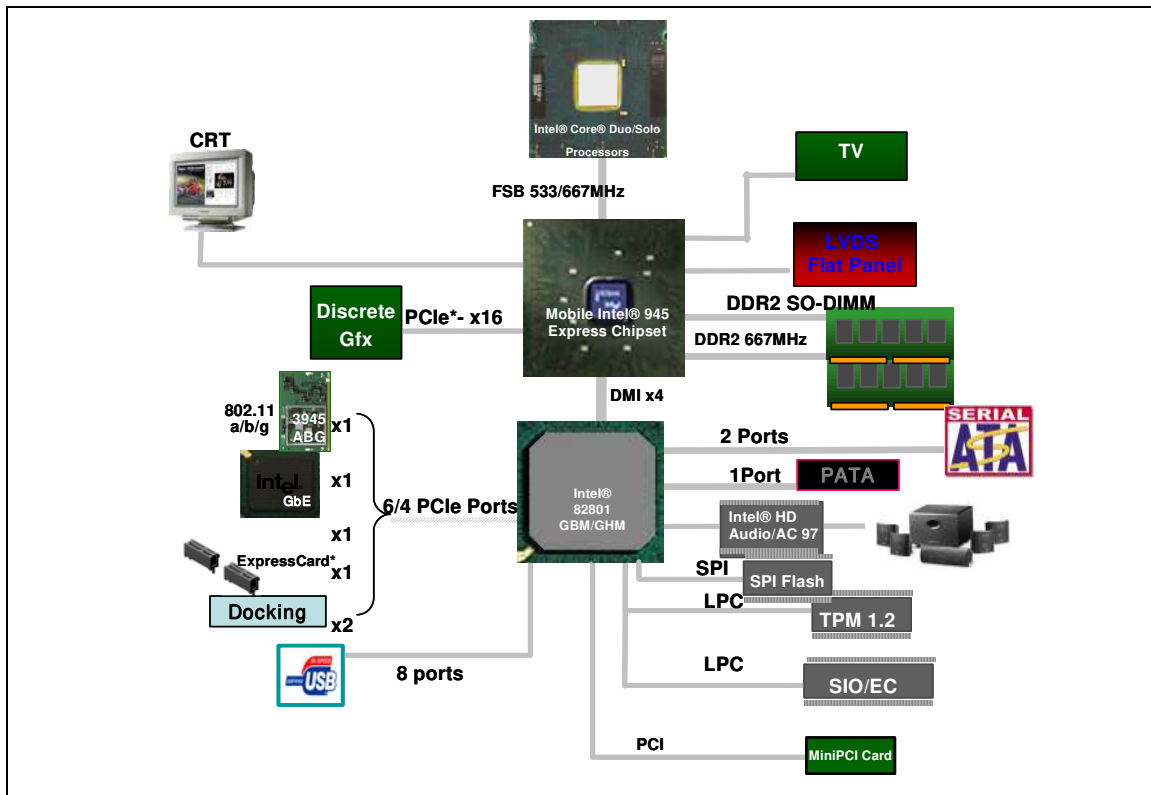 Intel® Core® Duo/Solo
Processors
CRT
TV
FSB 533/667MHz
LVDS
Flat Panel
Discrete
Gfx
PCIe*- x16
Mobile Intel® 945
Express Chipset
DDR2 SO-DIMM
DDR2 667MHz
DMI x4
802.11
a/b/g
3945
ABG
x1
SERIAL
ATA
2 Ports
1Port
PATA
intel
GbE
x1
6/4 PCIe Ports
Intel®
82801
GBM/GHM
Intel® HD
Audio/AC 97
x1
ExpressCard*
x1
SPI
SPI Flash
Docking
x2
LPC
TPM 1.2
USB
8 ports
LPC
SIO/EC
PCI
MiniPCI Card